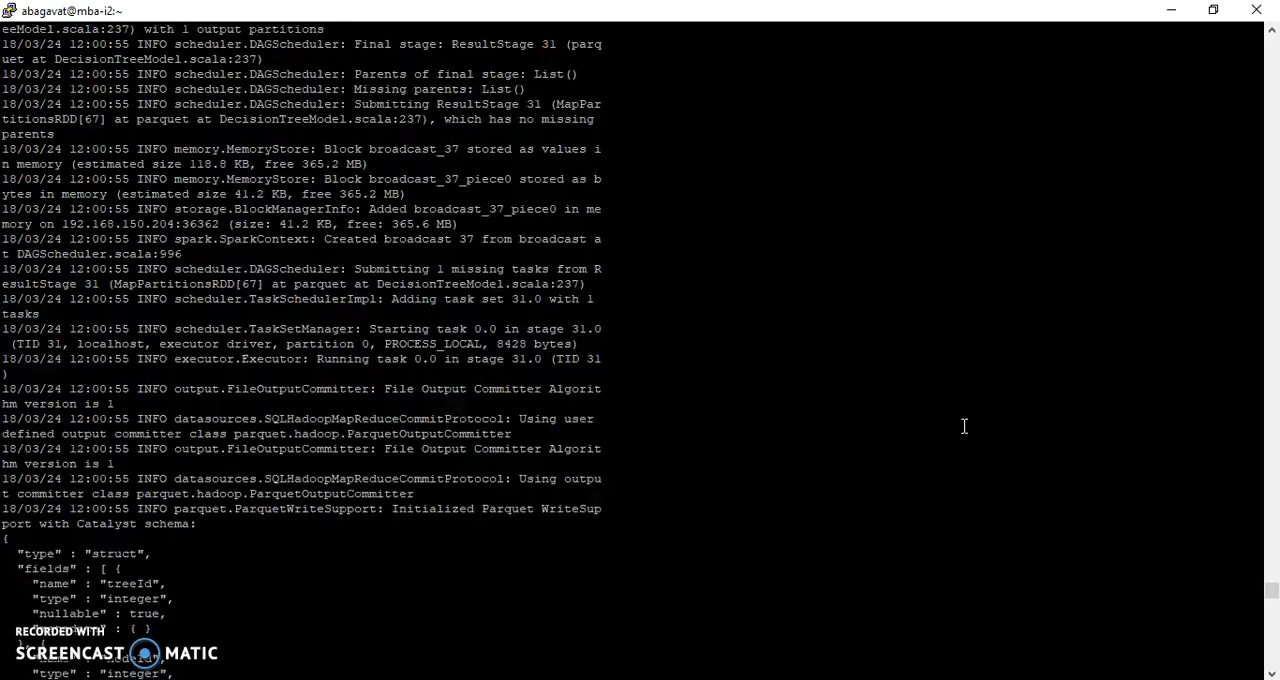 abagavat@mba-i2:~
eeModel.scala:237) with 1 output partitions
18/03/24 12:00:55 INFO scheduler.DAGScheduler: Final stage: ResultStage 31 (parq
uet at DecisionTreeModel.scala:237)
18/03/24 12:00:55 INFO scheduler.DAGScheduler: Parents of final stage: List()
18/03/24 12:00:55 INFO scheduler.DAGScheduler: Missing parents: List()
18/03/24 12:00:55 INFO scheduler.DAGScheduler: Submitting ResultStage 31 (MapPar
titionsRDD[67] at parquet at DecisionTreeModel.scala:237), which has no missing
parents
18/03/24 12:00:55 INFO memory.MemoryStore: Block broadcast_37 stored as values i
n memory (estimated size 118.8 KB, free 365.2 MB)
18/03/24 12:00:55 INFO memory.MemoryStore: Block broadcast_37_piece0 stored as b
ytes in memory (estimated size 41.2 KB, free 365.2 MB)
18/03/24 12:00:55 INFO storage.BlockManagerInfo: Added broadcast_37_piece0 in me
mory on 192.168.150.204:36362 (size: 41.2 KB, free: 365.6 MB)
18/03/24 12:00:55 INFO spark.SparkContext: Created broadcast 37 from broadcast a
t DAGScheduler.scala:996
18/03/24 12:00:55 INFO scheduler.DAGScheduler: Submitting 1 missing tasks from R
esultStage 31 (MapPartitionsRDD[67] at parquet at DecisionTreeModel.scala:237)
18/03/24 12:00:55 INFO scheduler.TaskSchedulerImpl: Adding task set 31.0 with 1
tasks
18/03/24 12:00:55 INFO scheduler.TaskSetManager: Starting task 0.0 in stage 31.0
(TID 31, localhost, executor driver, partition 0, PROCESS_LOCAL, 8428 bytes)
18/03/24 12:00:55 INFO executor.Executor: Running task 0.0 in stage 31.0 (TID 31
)
18/03/24 12:00:55 INFO output.FileOutputCommitter: File Output Committer Algorit
hm version is 1
18/03/24 12:00:55 INFO datasources.SQLHadoopMapReduceCommitProtocol: Using user
defined output committer class parquet.hadoop.ParquetOutputCommitter
18/03/24 12:00:55 INFO output.FileOutputCommitter: File Output Committer Algorit
hm version is 1
18/03/24 12:00:55 INFO datasources.SQLHadoopMapReduceCommitProtocol: Using outpu
t committer class parquet.hadoop.ParquetOutputCommitter
18/03/24 12:00:55 INFO parquet.ParquetWriteSupport: Initialized Parquet WriteSup
port with Catalyst schema:
{
"type" : "struct",
"fields" : [ {
"name" : "treeId",
"type" : "integer",
"nullable" : true,
: { }
RECORDED WITH
SCREENCAST MATIC
"type" : "integer",